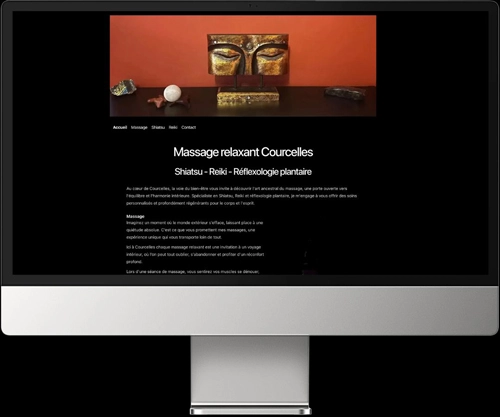 Accueil Massage Shiatsu Reiki Contact
Massage relaxant Courcelles
Shiatsu - Reiki - Réflexologie plantaire
Au cœur de Courcelles, la voie du bien-être vous invite à découvrir l'art ancestral du massage, une porte ouverte vers
l'équilibre et l'harmonie intérieure. Spécialiste en Shiatsu, Reiki et réflexologie plantaire, je m'engage à vous offrir des soins
personnalisés et profondément régénérants pour le corps et l'esprit.
Massage
Imaginez un moment où le monde extérieur s'efface, laissant place à une
quiétude absolue. C'est ce que vous promettent mes massages, une
expérience unique qui vous transporte loin de tout.
Ici à Courcelles chaque massage relaxant est une invitation à un voyage
intérieur, où l'on peut tout oublier, s'abandonner et profiter d'un réconfort
profond.
Lors d'une séance de massage, vous sentirez vos muscles se dénouer,